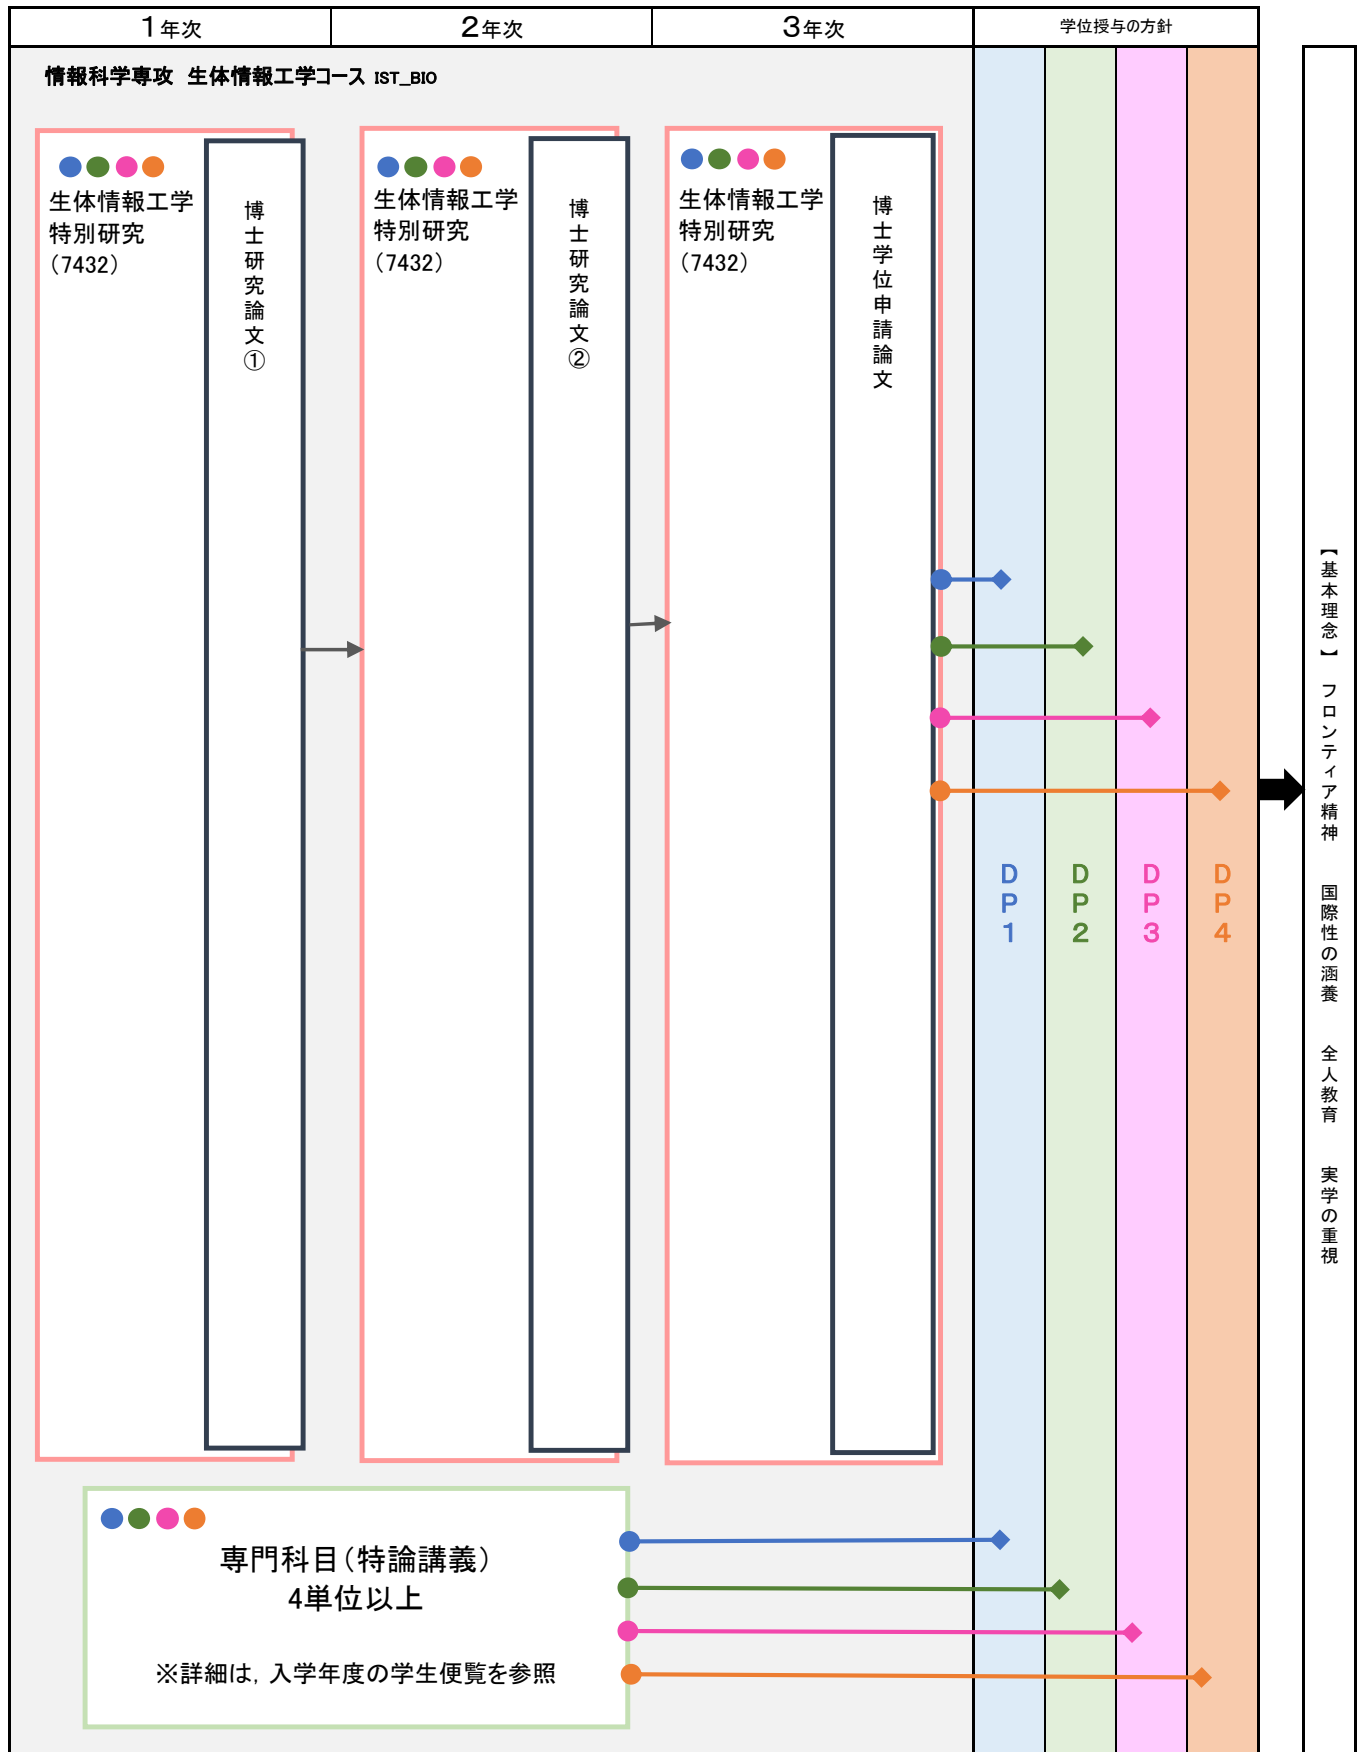 1年次
2年次
3年次
学位授与の方針
情報科学専攻 生体情報工学コース IST_BIO
生体情報工学
特別研究
(7432)
博士研究論文①
生体情報工学
特別研究
(7432)
博士研究論文②
生体情報工学
特別研究
(7432)
博士学位申請論文
DP1
DP2
DP3
DP4
【基本理念】 フロンティア精神 国際性の涵養 全人教育 実学の重視
専門科目(特論講義)
4単位以上
※詳細は,入学年度の学生便覧を参照